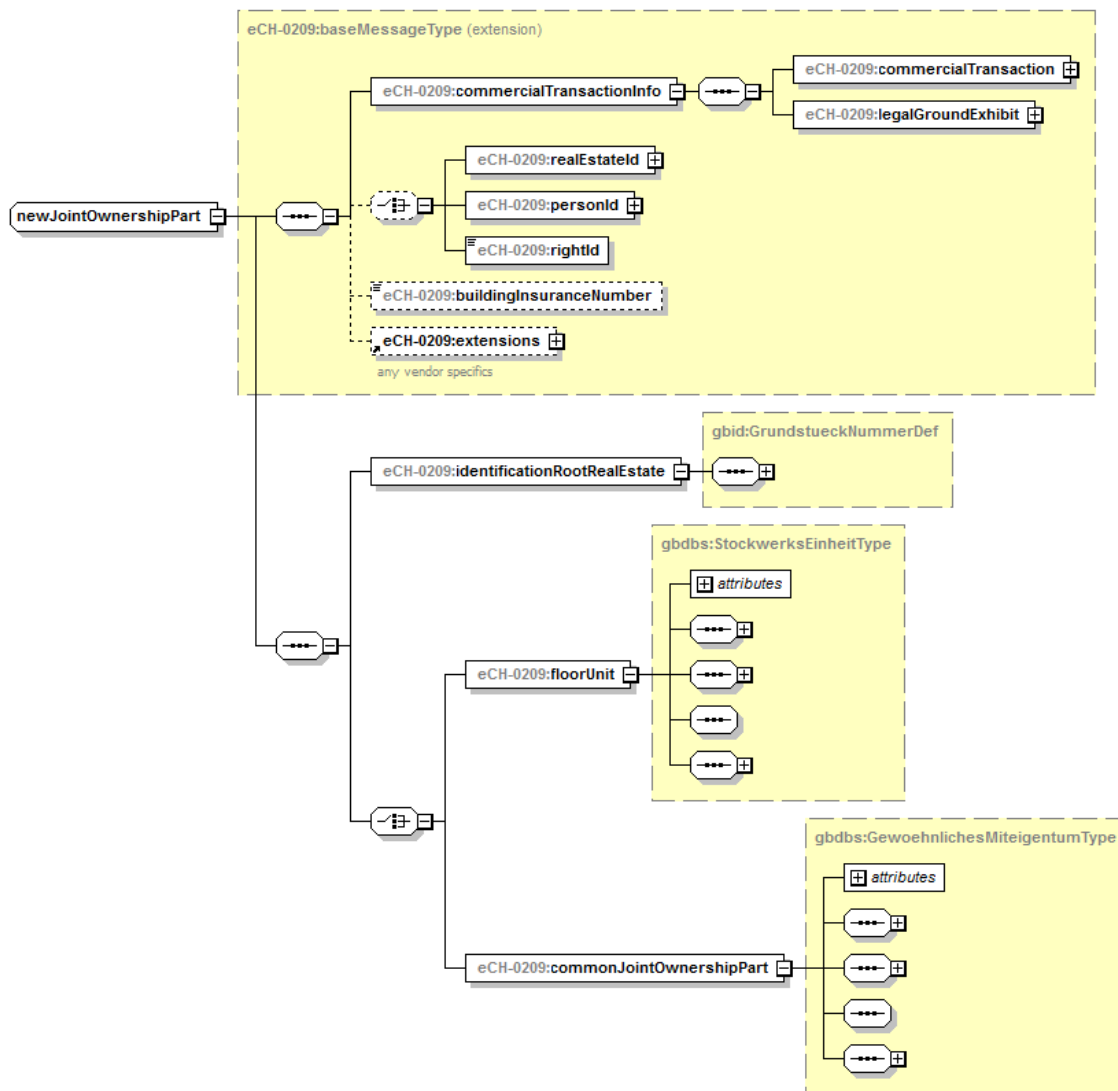 eCH-0209:baseMessageType (extension)
eCH-0209:commercialTransactionInfo
eCH-0209:commercialTransaction
eCH-0209:legalGroundExhibit
eCH-0209:realEstateId
eCH-0209:personId
eCH-0209:rightId
newJointOwnershipPart
eCH-0209:buildingInsuranceNumber
eCH-0209:extensions
any vendor specifics
gbid:GrundstueckNummerDef
eCH-0209:identificationRootRealEstate
gbdbs:StockwerksEinheitType
attributes
eCH-0209:floorUnit
gbdbs:GewoehnlichesMiteigentumType
attributes
eCH-0209:commonJointOwnershipPart